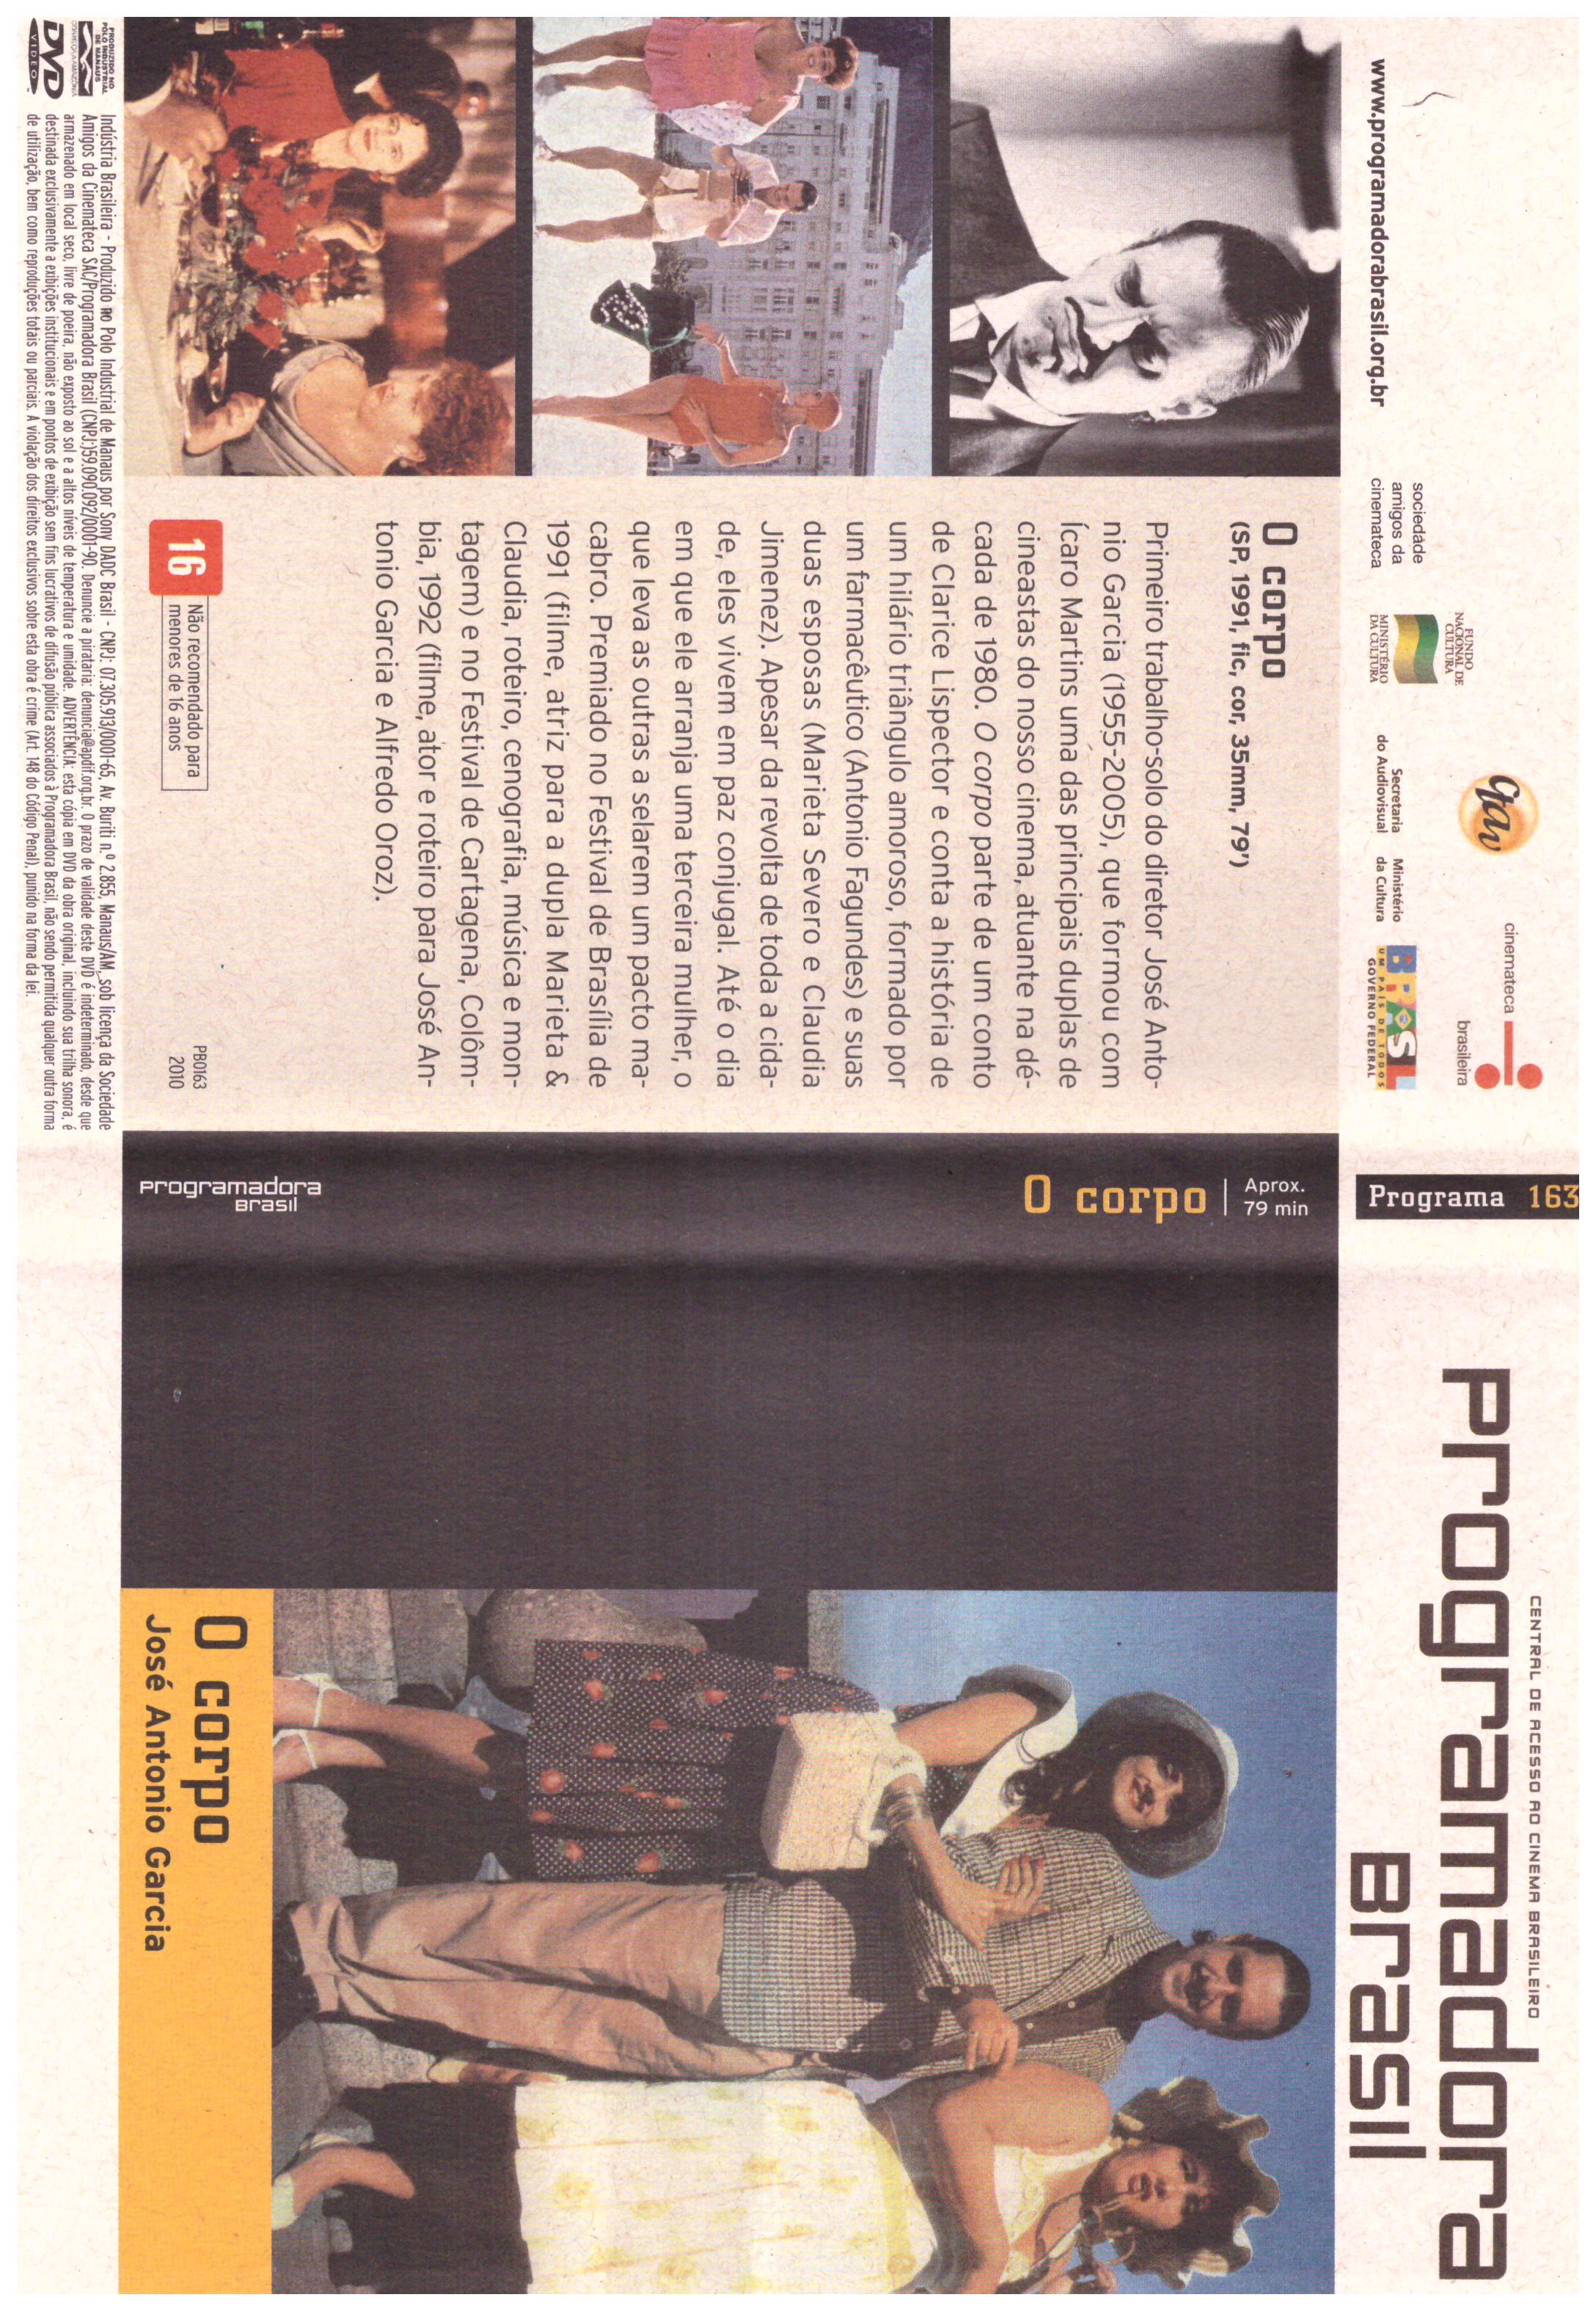 www.programadorabrasil.org.br
sociedade
amigos da
cinemateca
FUNDO
NACIONAL DE
CULTURA
MINISTÉRIO
DA CULTURA
ctav
Secretaria
do Audiovisual
Ministério
da Cultura
cinemateca
brasileira
BRASIL
UM PAÍS DE TODOS
GOVERNO FEDERAL
O corpo
(SP, 1991, fic, cor, 35mm, 79')
Primeiro trabalho-solo do diretor José Anto-
nio Garcia (1955-2005), que formou com
Ícaro Martins uma das principais duplas de
cineastas do nosso cinema, atuante na dé-
cada de 1980. O corpo parte de um conto
de Clarice Lispector e conta a história de
um hilário triângulo amoroso, formado por
um farmacêutico (Antonio Fagundes) e suas
duas esposas (Marieta Severo e Claudia
Jimenez). Apesar da revolta de toda a cida-
de, eles vivem em paz conjugal. Até o dia
em que ele arranja uma terceira mulher, o
que leva as outras a selarem um pacto ma-
cabro. Premiado no Festival de Brasília de
1991 (filme, atriz para a dupla Marieta &
Claudia, roteiro, cenografia, música e mon-
tagem) e no Festival de Cartagena, Colôm-
bia, 1992 (filme, ator e roteiro para José An-
tonio Garcia e Alfredo Oroz).
16
Não recomendado para
menores de 16 anos
PB0163
2010
PRODUZIDO NO
PÓLO INDUSTRIAL
DE MANAUS
CONHEÇA A AMAZÔNIA
DVD
VIDEO
Indústria Brasileira - Produzido no Polo Industrial de Manaus por Sony DADC Brasil - CNPJ: 07.305.913/0001-65, Av. Buriti n.º 2.855, Manaus/AM, sob licença da Sociedade
Amigos da Cinemateca SAC/Programadora Brasil (CNPJ:)59.090.092/0001-90. Denuncie a pirataria: denuncia@apdif.org.br. O prazo de validade deste DVD é indeterminado, desde que
armazenado em local seco, livre de poeira, não exposto ao sol e a altos níveis de temperatura e umidade. ADVERTÊNCIA: esta cópia em DVD da obra original, incluindo sua trilha sonora, é
destinada exclusivamente a exibições institucionais e em pontos de exibição sem fins lucrativos de difusão pública associados à Programadora Brasil, não sendo permitida qualquer outra forma
de utilização, bem como reproduções totais ou parciais. A violação dos direitos exclusivos sobre esta obra é crime (Art. 148 do Código Penal), punido na forma da lei.
Programa 163
O corpo | Aprox.
79 min
programadora
Brasil
CENTRAL DE ACESSO AO CINEMA BRASILEIRO
programadora
Brasil
O corpo
José Antonio Garcia